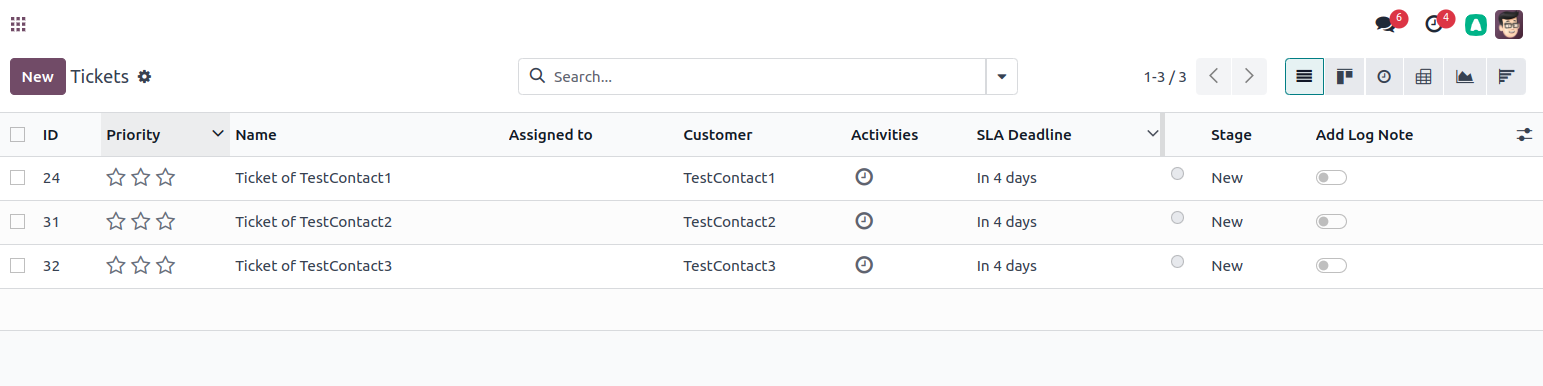 6 4
New Tickets Search... 1-3 / 3
ID Priority Name Assigned to Customer Activities SLA Deadline Stage Add Log Note
24 Ticket of TestContact1 TestContact1 In 4 days New
31 Ticket of TestContact2 TestContact2 In 4 days New
32 Ticket of TestContact3 TestContact3 In 4 days New